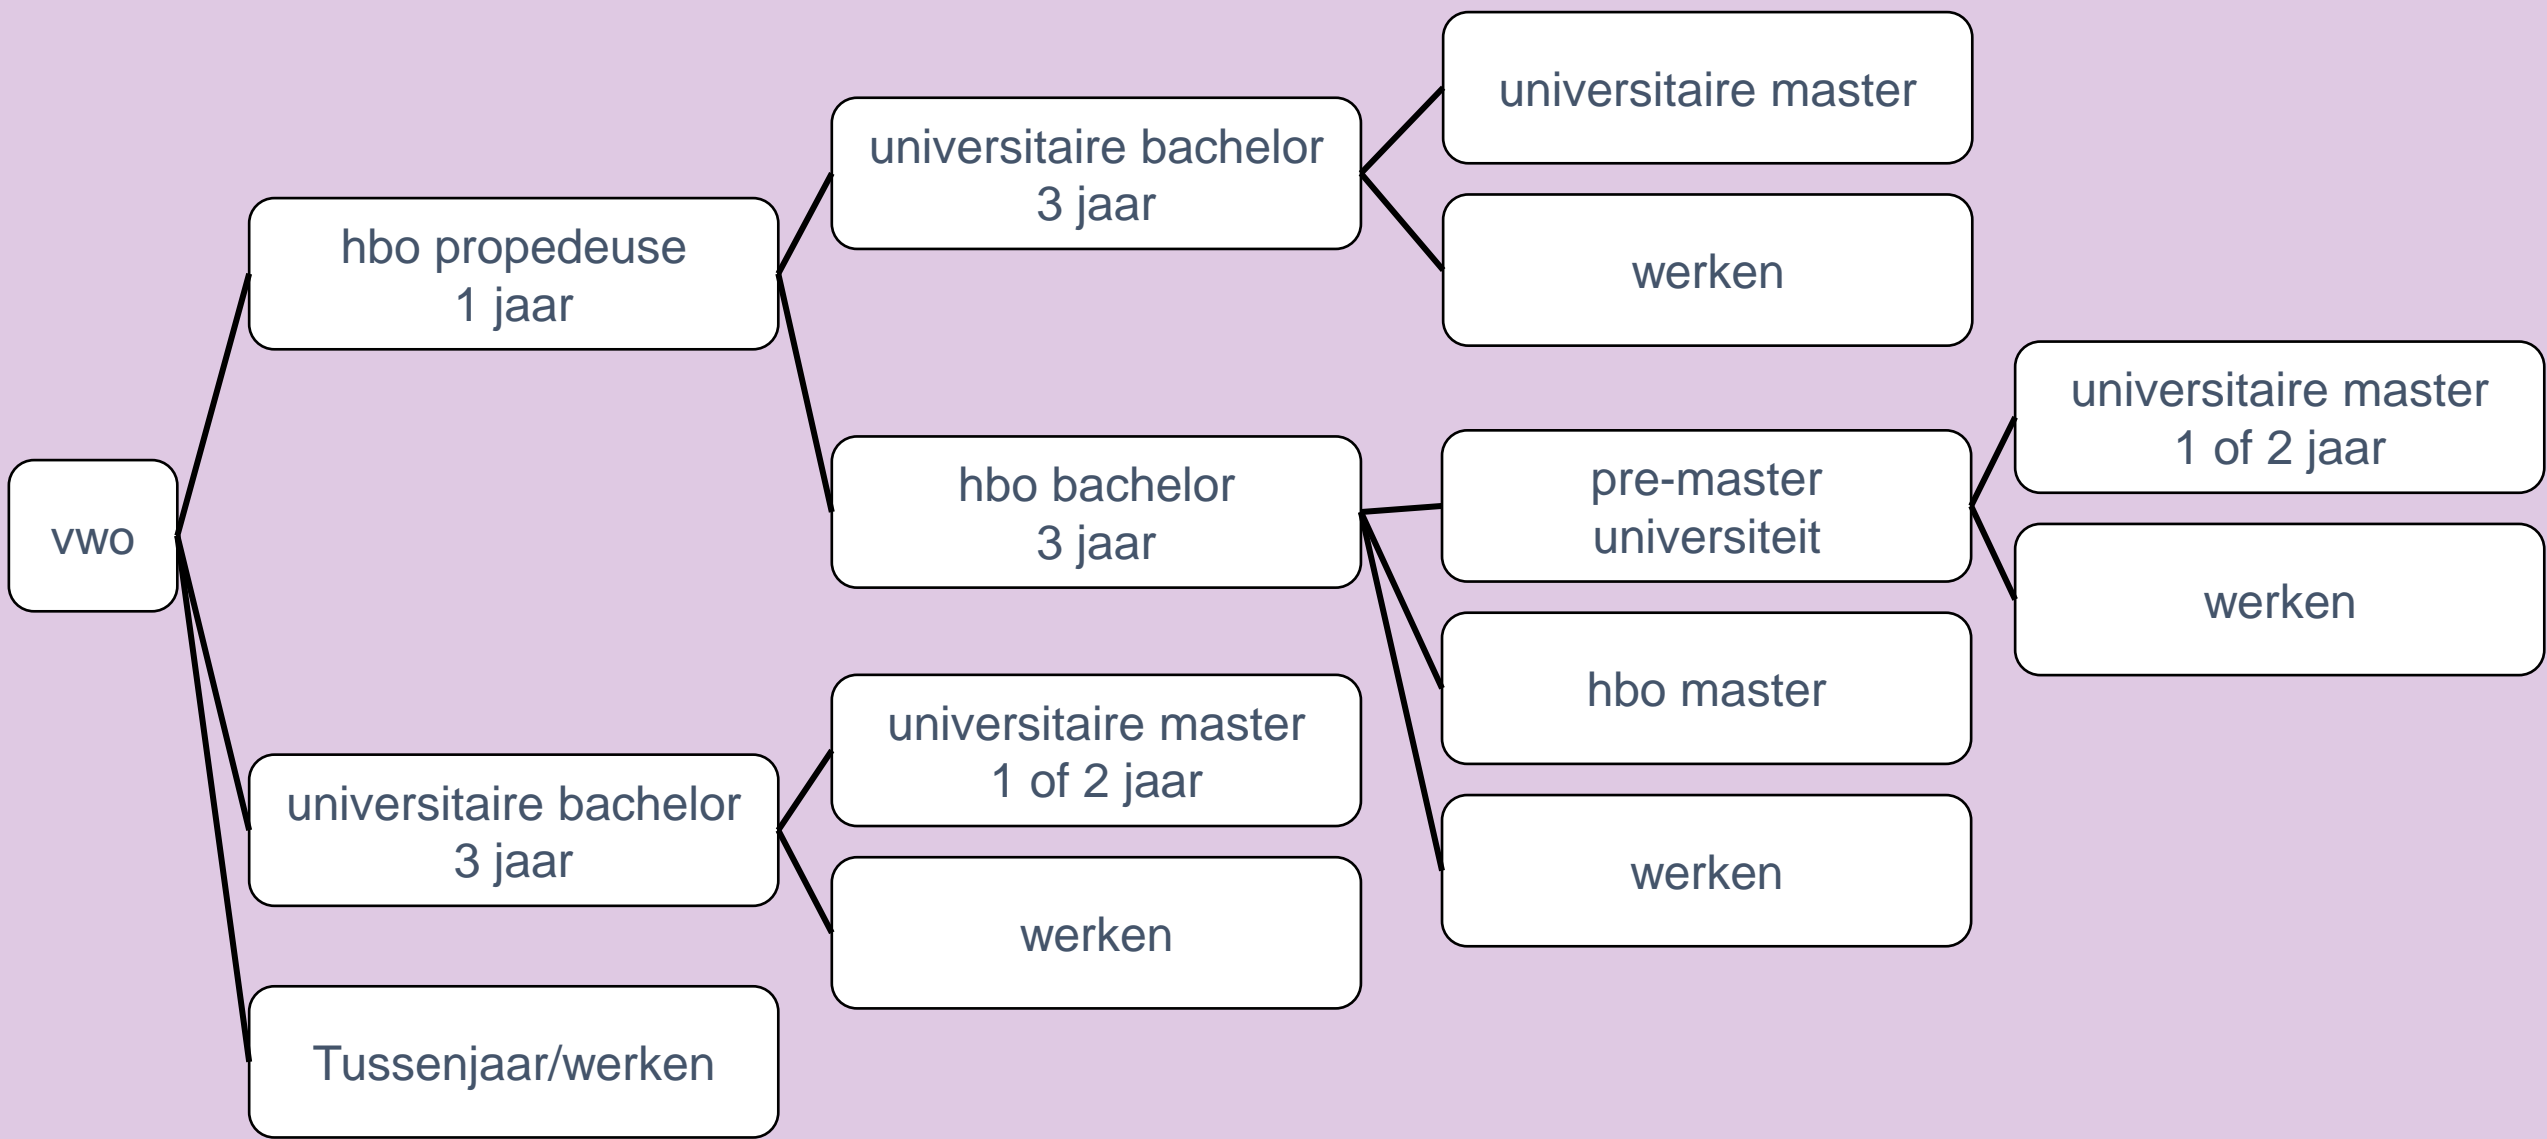 vwo
hbo propedeuse
1 jaar
universitaire bachelor
3 jaar
universitaire master
werken
hbo bachelor
3 jaar
pre-master
universiteit
universitaire master
1 of 2 jaar
werken
hbo master
werken
universitaire bachelor
3 jaar
universitaire master
1 of 2 jaar
werken
Tussenjaar/werken